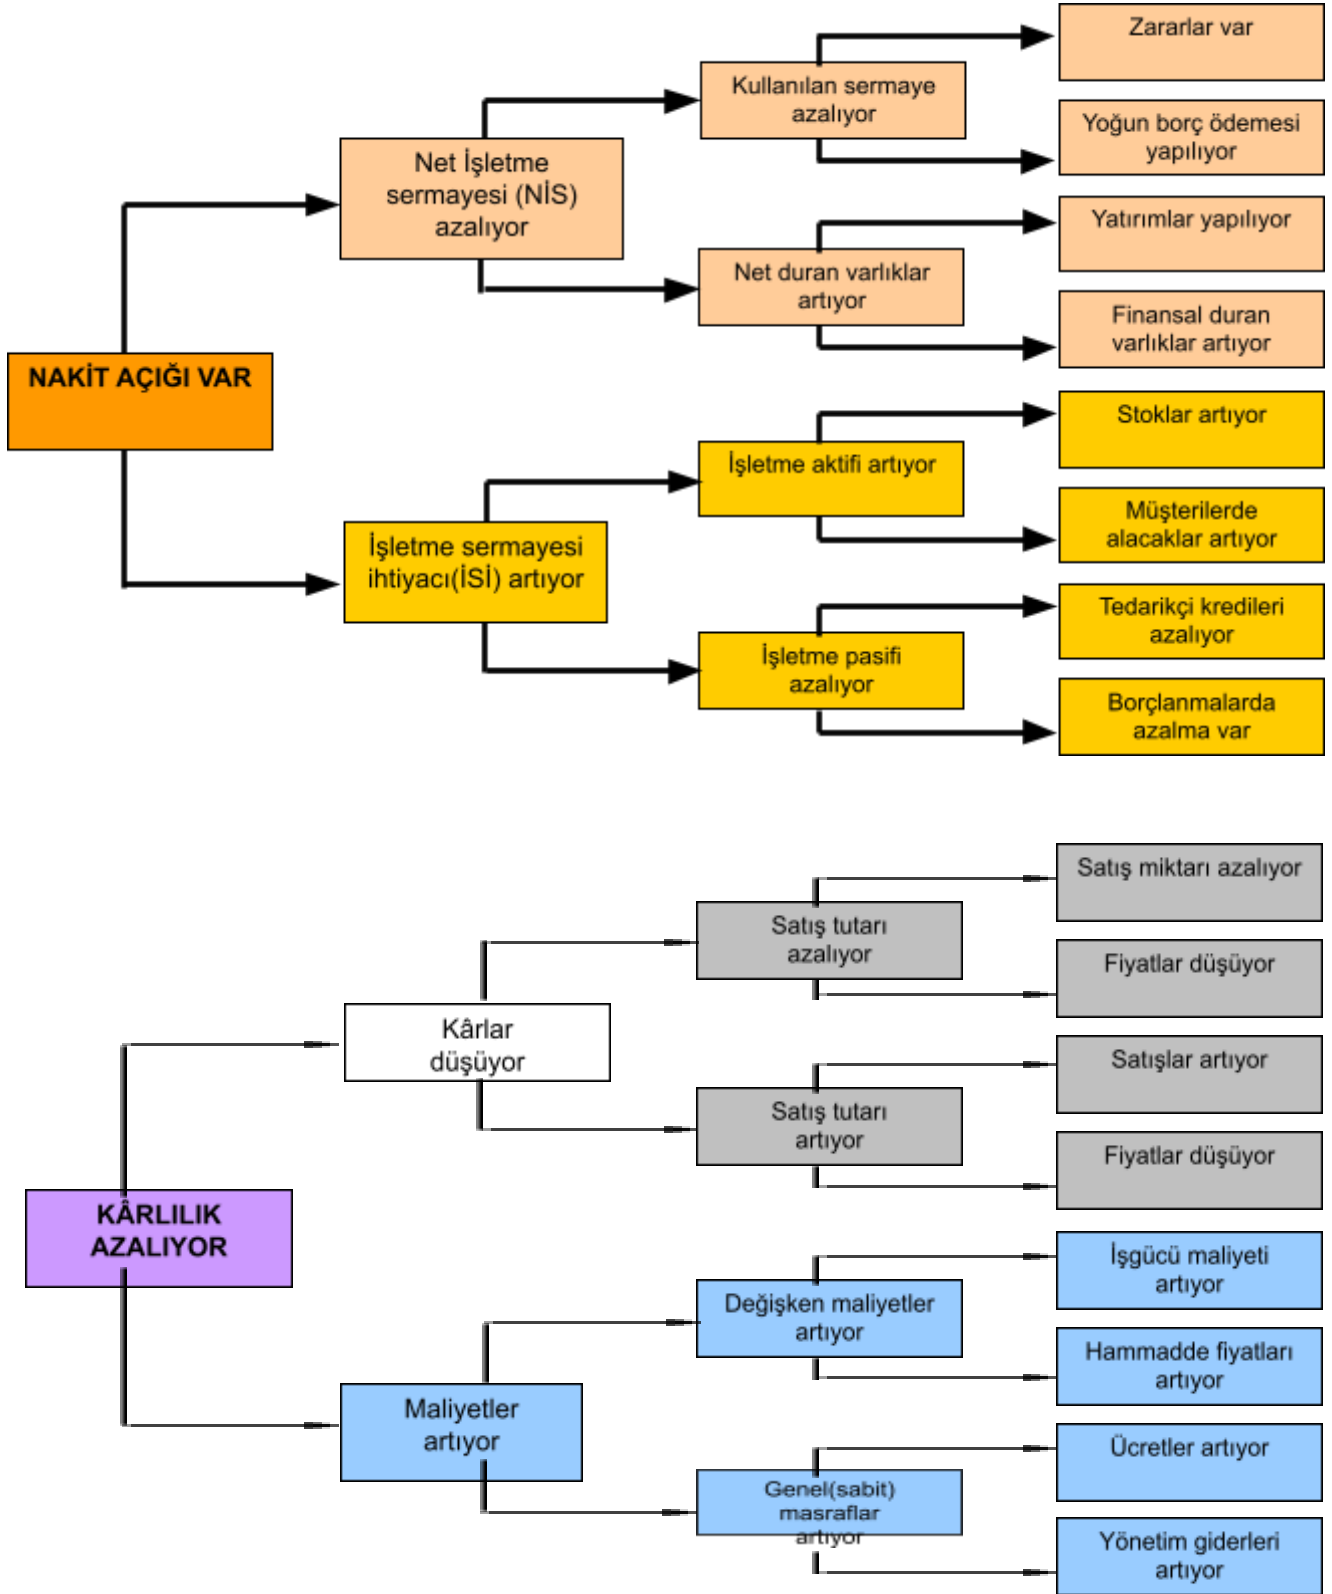 Zararlar var
Kullanılan sermaye
azalıyor
Yoğun borç ödemesi
yapılıyor
Net İşletme
sermayesi (NİS)
azalıyor
Yatırımlar yapılıyor
Net duran varlıklar
artıyor
Finansal duran
varlıklar artıyor
NAKİT AÇIĞI VAR
Stoklar artıyor
İşletme aktifi artıyor
Müşterilerde
alacaklar artıyor
İşletme sermayesi
ihtiyacı(İSİ) artıyor
Tedarikçi kredileri
azalıyor
İşletme pasifi
azalıyor
Borçlanmalarda
azalma var
Satış miktarı azalıyor
Satış tutarı
azalıyor
Fiyatlar düşüyor
Kârlar
düşüyor
Satışlar artıyor
Satış tutarı
artıyor
Fiyatlar düşüyor
KÂRLILIK
AZALIYOR
İşgücü maliyeti
artıyor
Değişken maliyetler
artıyor
Hammadde fiyatları
artıyor
Maliyetler
artıyor
Ücretler artıyor
Genel(sabit)
masraflar
artıyor
Yönetim giderleri
artıyor